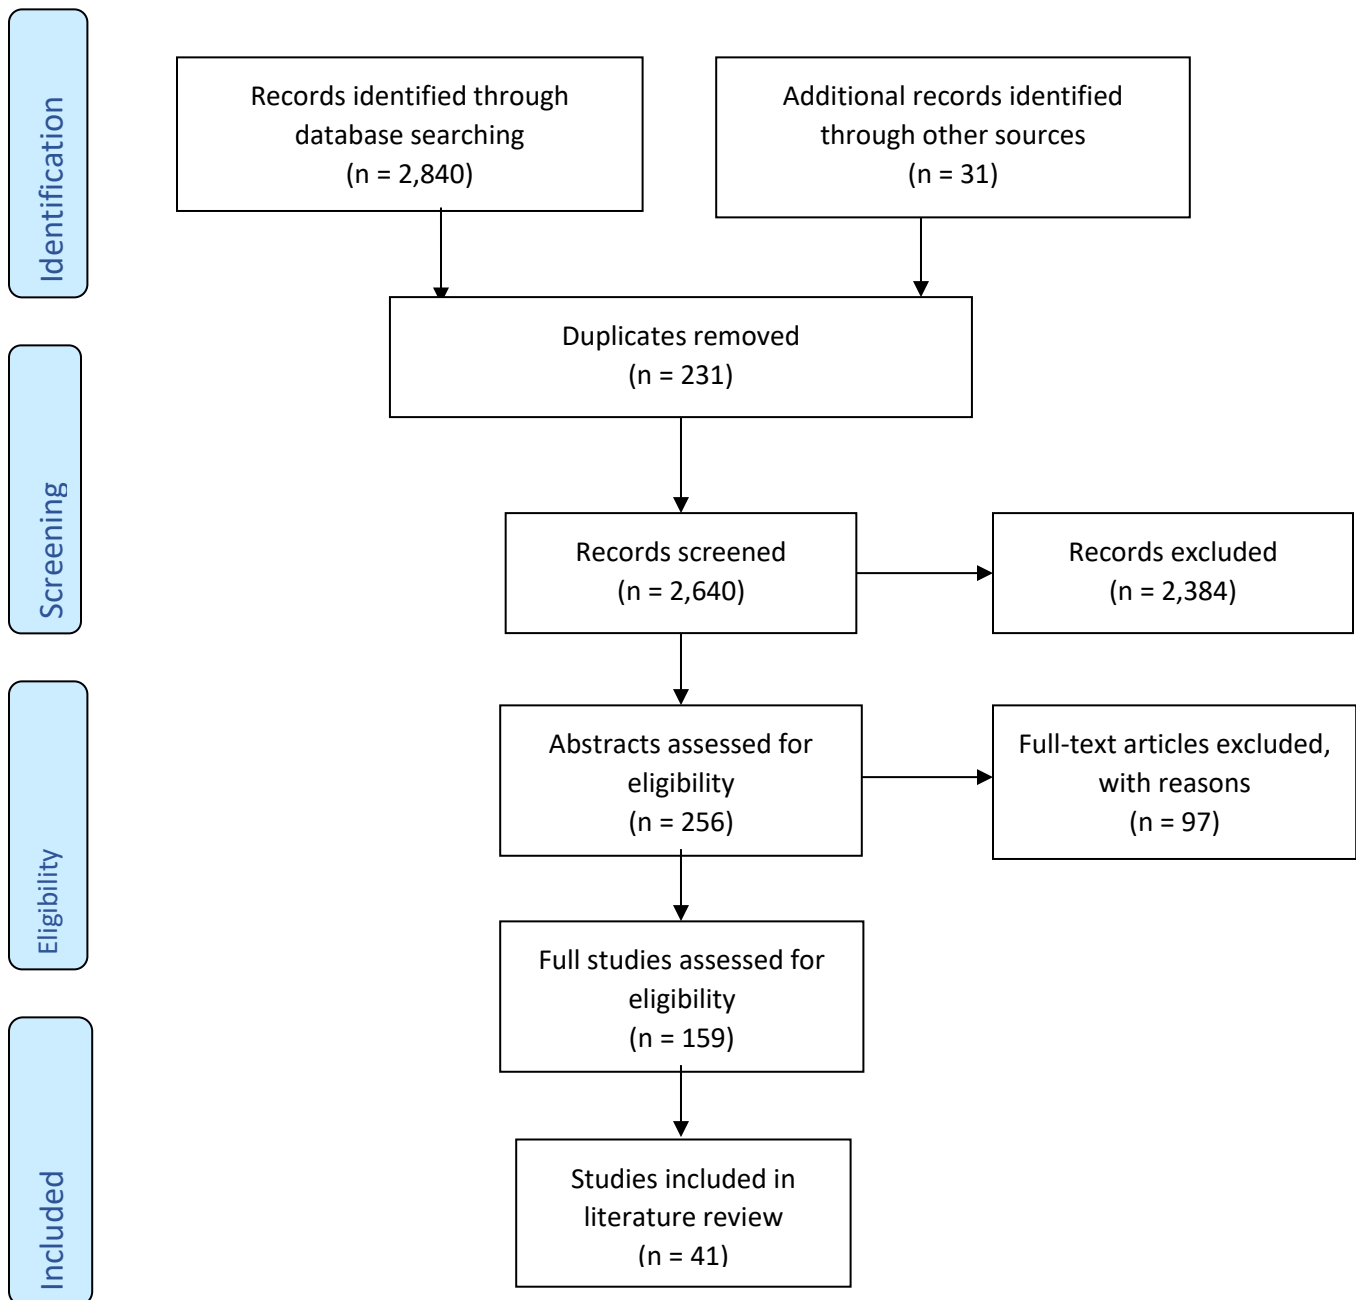 Identification
Records identified through
database searching
(n = 2,840)
Additional records identified
through other sources
(n = 31)
Duplicates removed
(n = 231)
Screening
Records screened
(n = 2,640)
Records excluded
(n = 2,384)
Eligibility
Abstracts assessed for
eligibility
(n = 256)
Full-text articles excluded,
with reasons
(n = 97)
Full studies assessed for
eligibility
(n = 159)
Included
Studies included in
literature review
(n = 41)